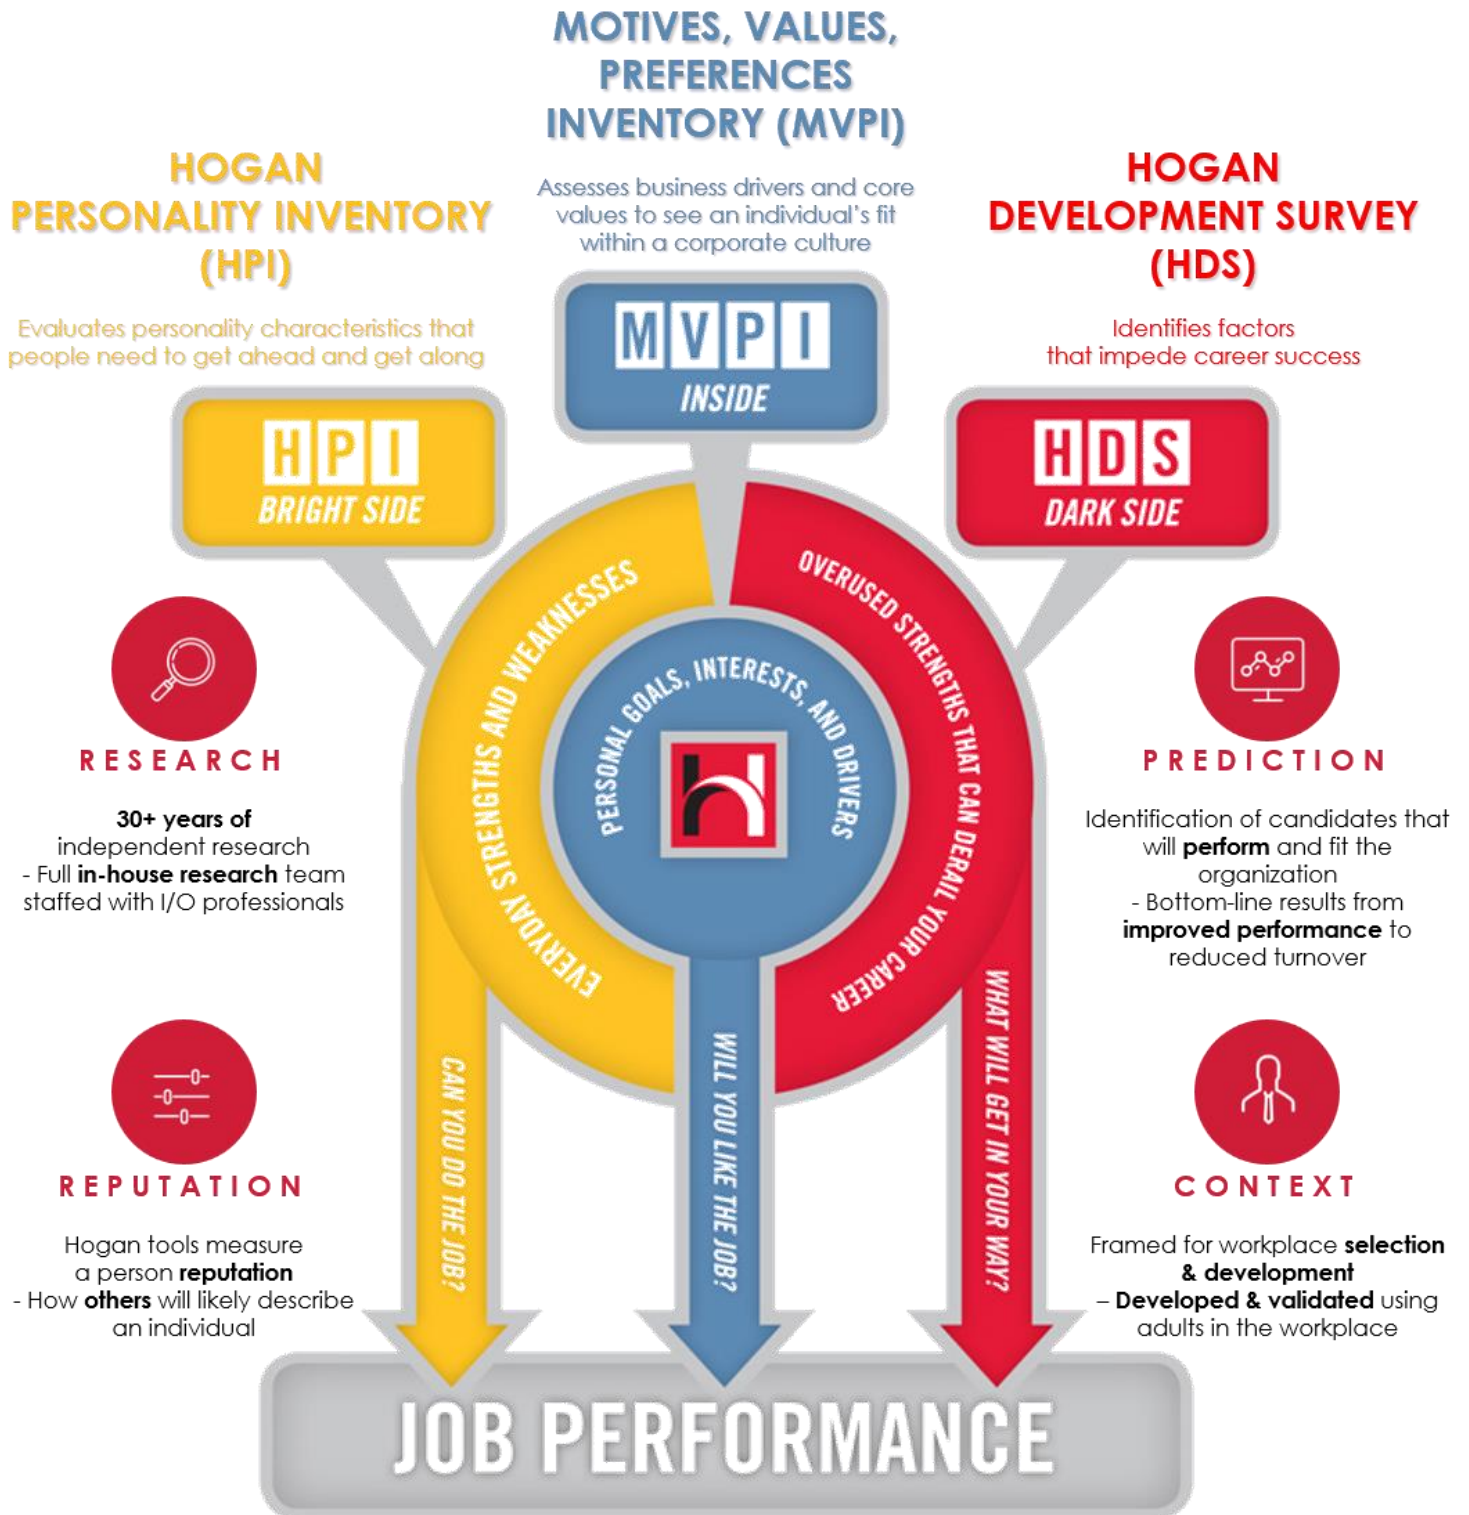 MOTIVES, VALUES,
PREFERENCES
INVENTORY (MVPI)
Assesses business drivers and core
values to see an individual's fit
within a corporate culture
HOGAN
PERSONALITY INVENTORY
(HPI)
Evaluates personality characteristics that
people need to get ahead and get along
HOGAN
DEVELOPMENT SURVEY
(HDS)
Identifies factors
that impede career success
MVPI
INSIDE
HPI
BRIGHT SIDE
HDS
DARK SIDE
EVERYDAY STRENGTHS AND WEAKNESSES
PERSONAL GOALS, INTERESTS, AND DRIVERS
OVERUSED STRENGTHS THAT CAN DERAIL YOUR CAREER
RESEARCH
30+ years of
independent research
- Full in-house research team
staffed with I/O professionals
PREDICTION
Identification of candidates that
will perform and fit the
organization
- Bottom-line results from
improved performance to
reduced turnover
REPUTATION
Hogan tools measure
a person reputation
- How others will likely describe
an individual
CONTEXT
Framed for workplace selection
& development
– Developed & validated using
adults in the workplace
CAN YOU DO THE JOB?
WILL YOU LIKE THE JOB?
WHAT WILL GET IN YOUR WAY?
JOB PERFORMANCE